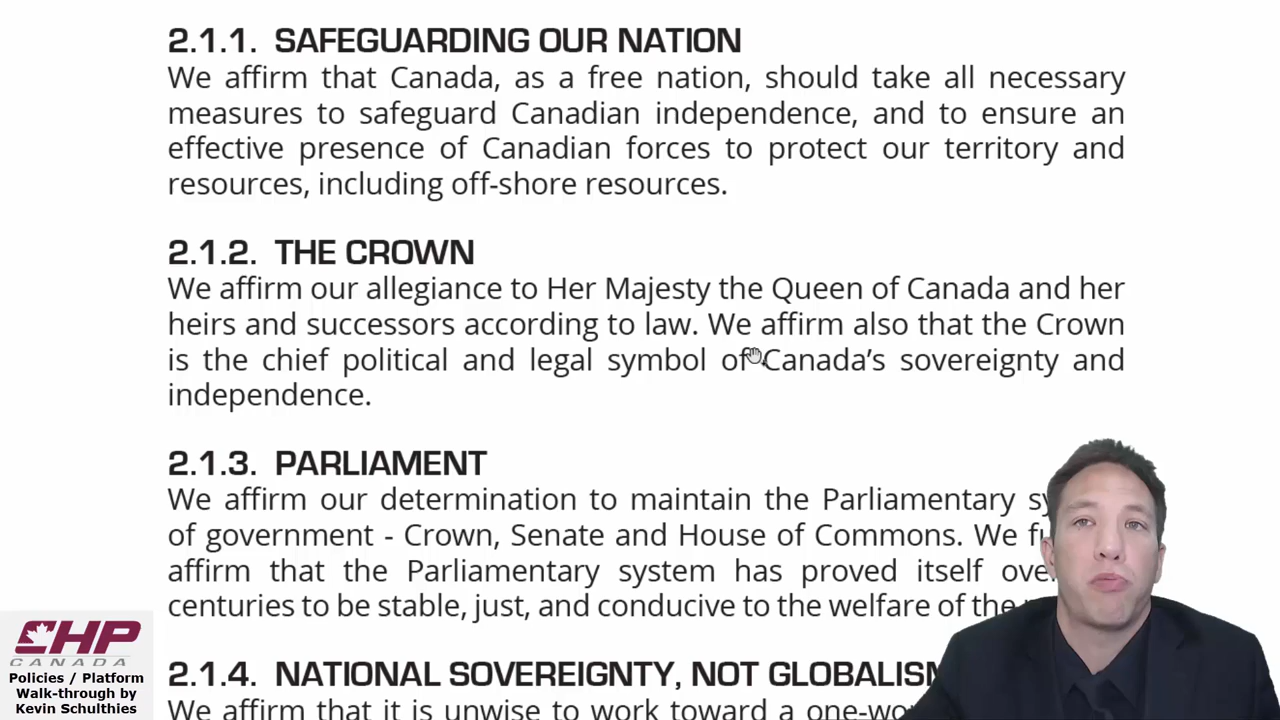 2.1.1. SAFEGUARDING OUR NATION
We affirm that Canada, as a free nation, should take all necessary
measures to safeguard Canadian independence, and to ensure an
effective presence of Canadian forces to protect our territory and
resources, including off-shore resources.
2.1.2. THE CROWN
We affirm our allegiance to Her Majesty the Queen of Canada and her
heirs and successors according to law. We affirm also that the Crown
is the chief political and legal symbol of Canada's sovereignty and
independence.
2.1.3. PARLIAMENT
We affirm our determination to maintain the Parliamentary
of government - Crown, Senate and House of Commons. We
affirm that the Parliamentary system has proved itself
centuries to be stable, just, and conducive to the welfare of the
2.1.4. NATIONAL SOVEREIGNTY, NOT GLOBALISM
We affirm that it is unwise to work toward a
CHP
CANADA
Policies / Platform
Walk-through by
Kevin Schulthies